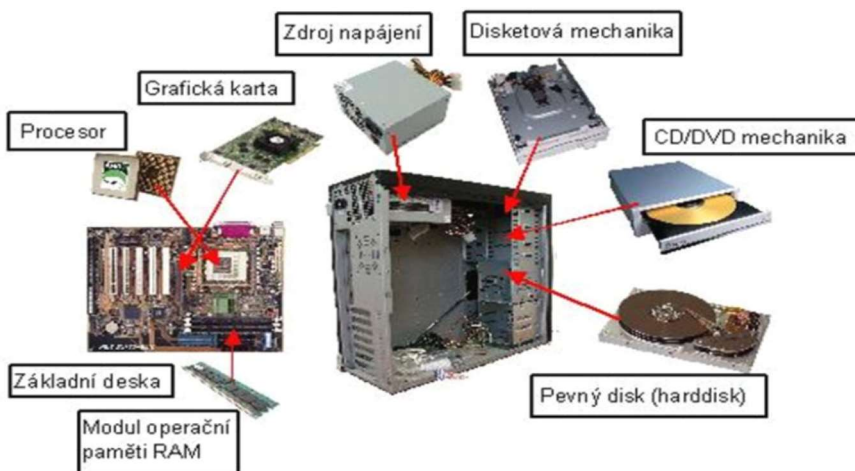 Zdroj napájení
Disketová mechanika
Grafická karta
Procesor
CD/DVD mechanika
Základní deska
Modul operační
paměti RAM
Pevný disk (harddisk)